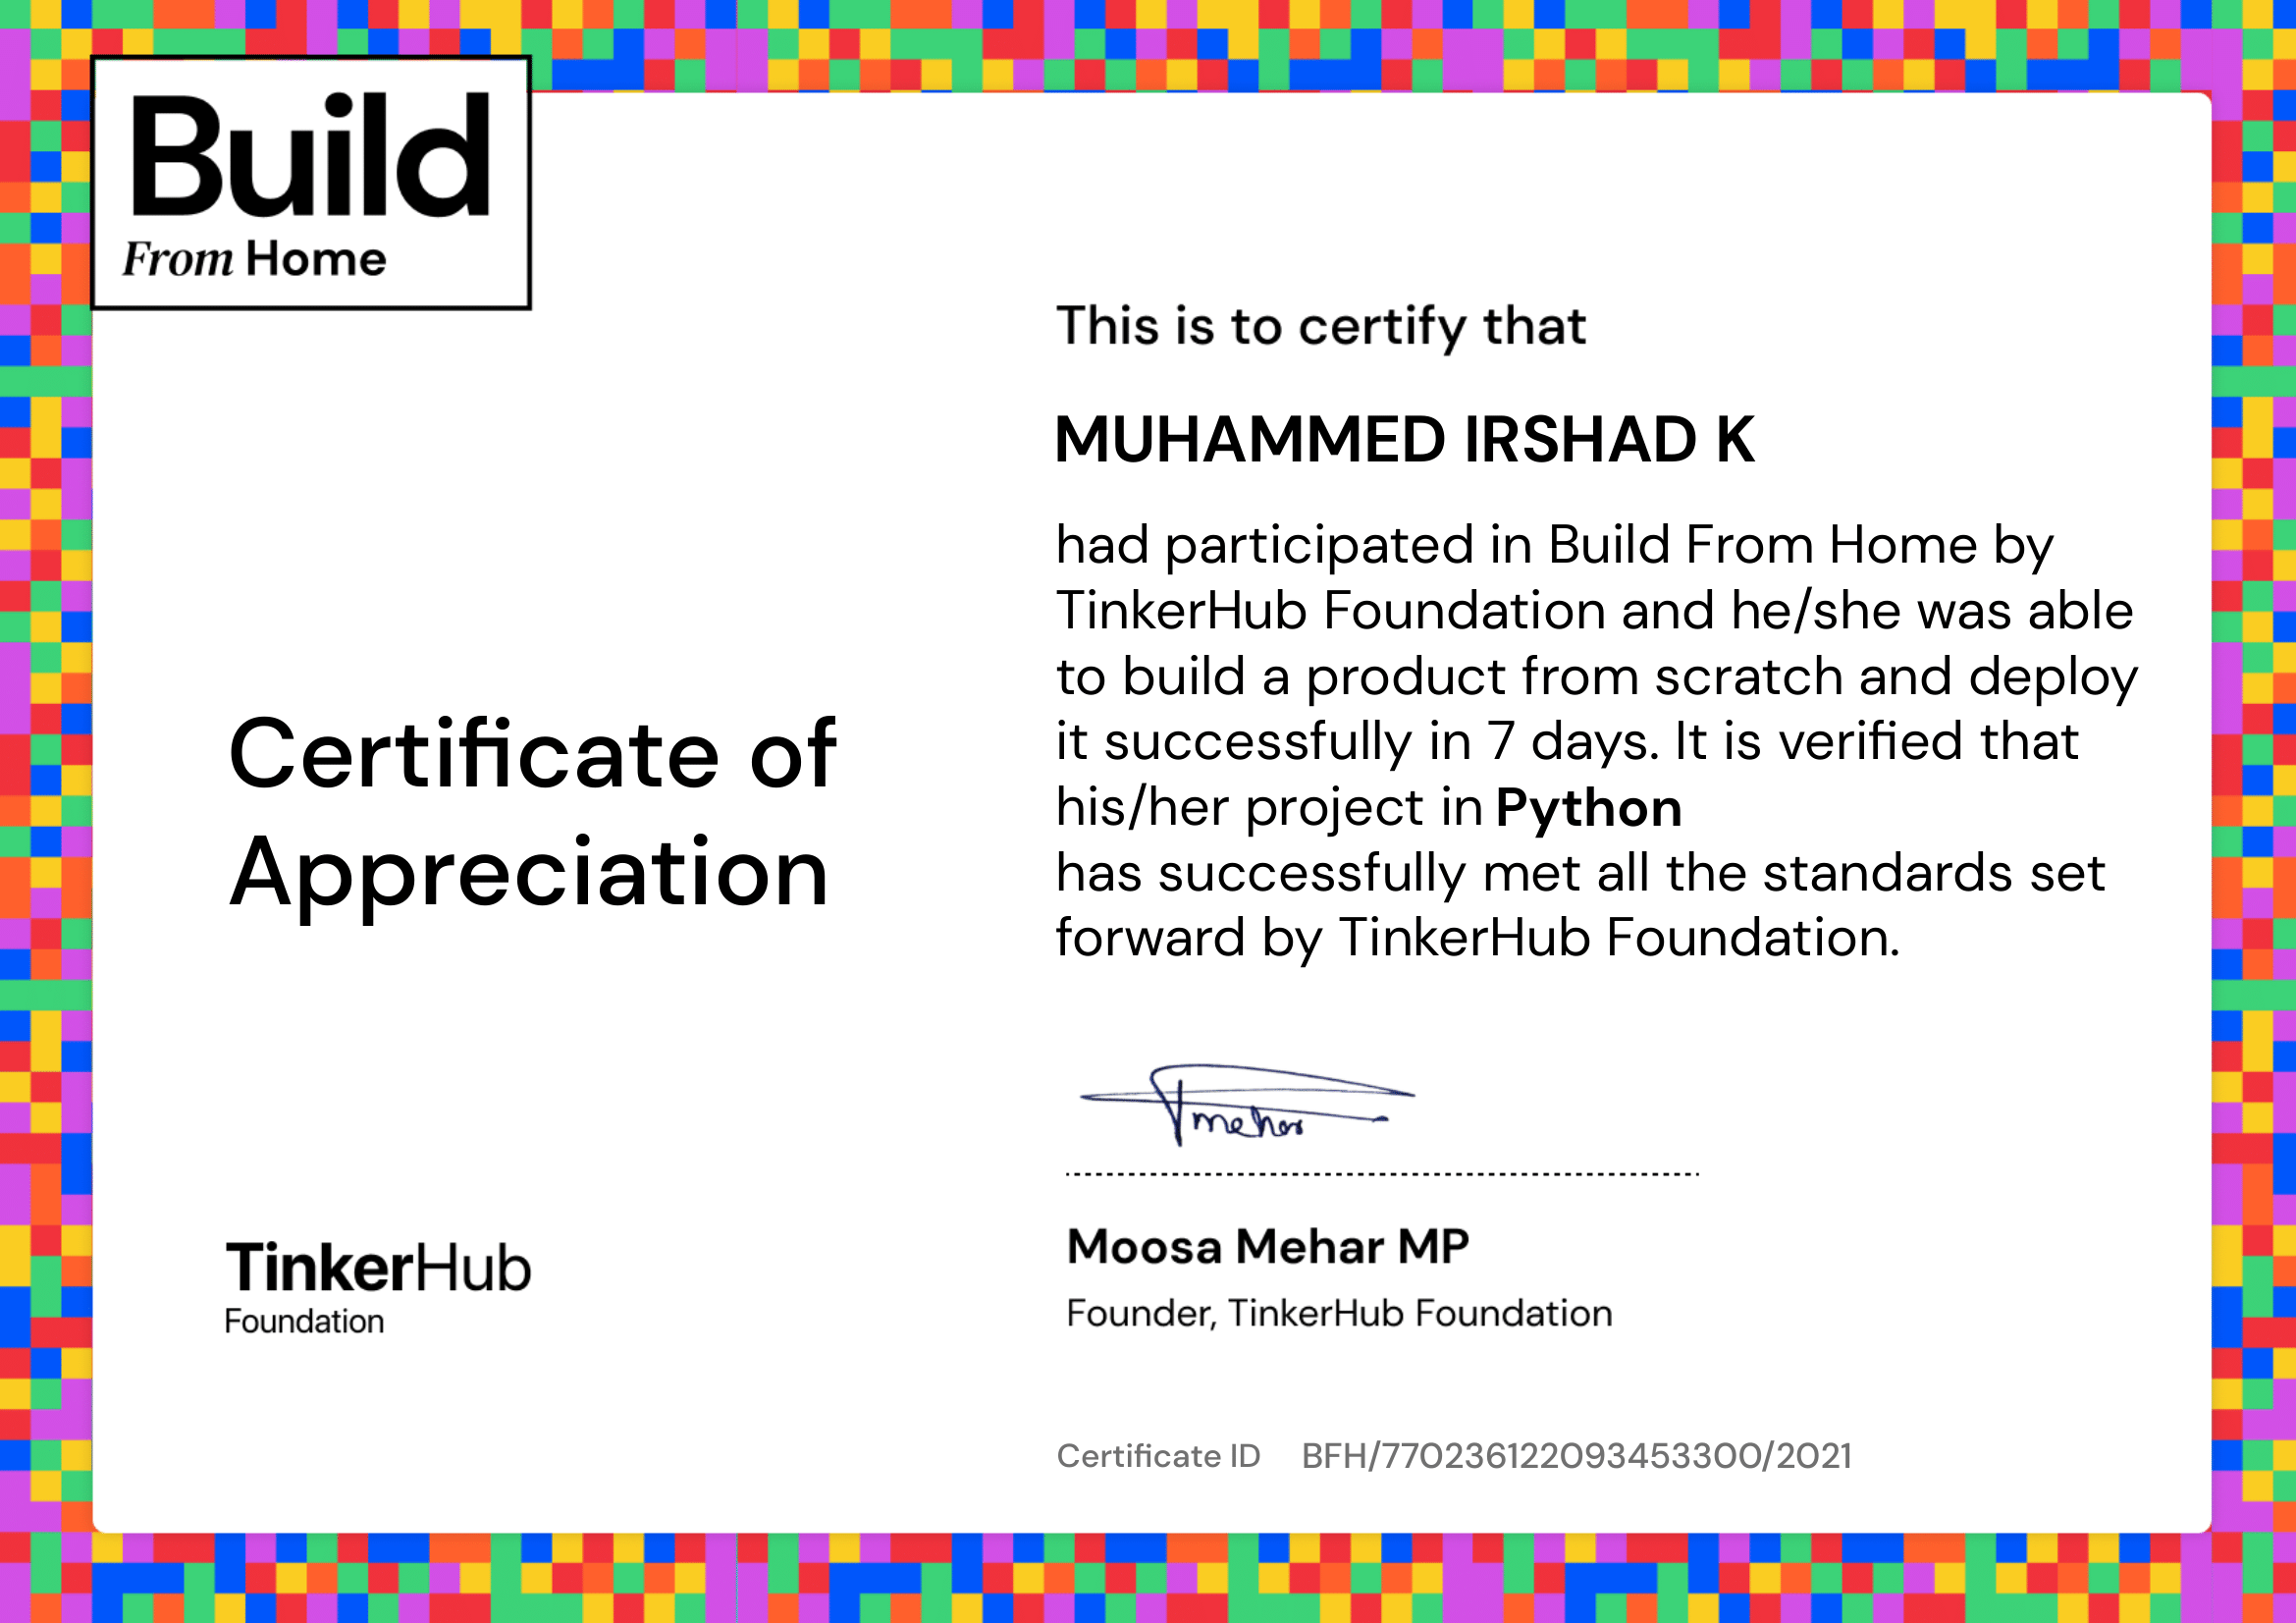 Build
From Home
This is to certify that
MUHAMMED IRSHAD K
had participated in Build From Home by
TinkerHub Foundation and he/she was able
to build a product from scratch and deploy
it successfully in 7 days. It is verified that
his/her project in Python
has successfully met all the standards set
forward by TinkerHub Foundation.
Certificate of
Appreciation
Moosa Mehar MP
Founder, TinkerHub Foundation
TinkerHub
Foundation
Certificate ID BFH/770236122093453300/2021